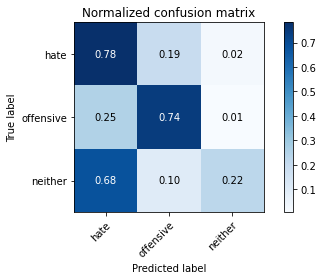 Normalized confusion matrix
True label
hate
offensive
neither
0.78 0.19 0.02
0.25 0.74 0.01
0.68 0.10 0.22
hate
offensive
neither
Predicted label
0.7
0.6
0.5
0.4
0.3
0.2
0.1